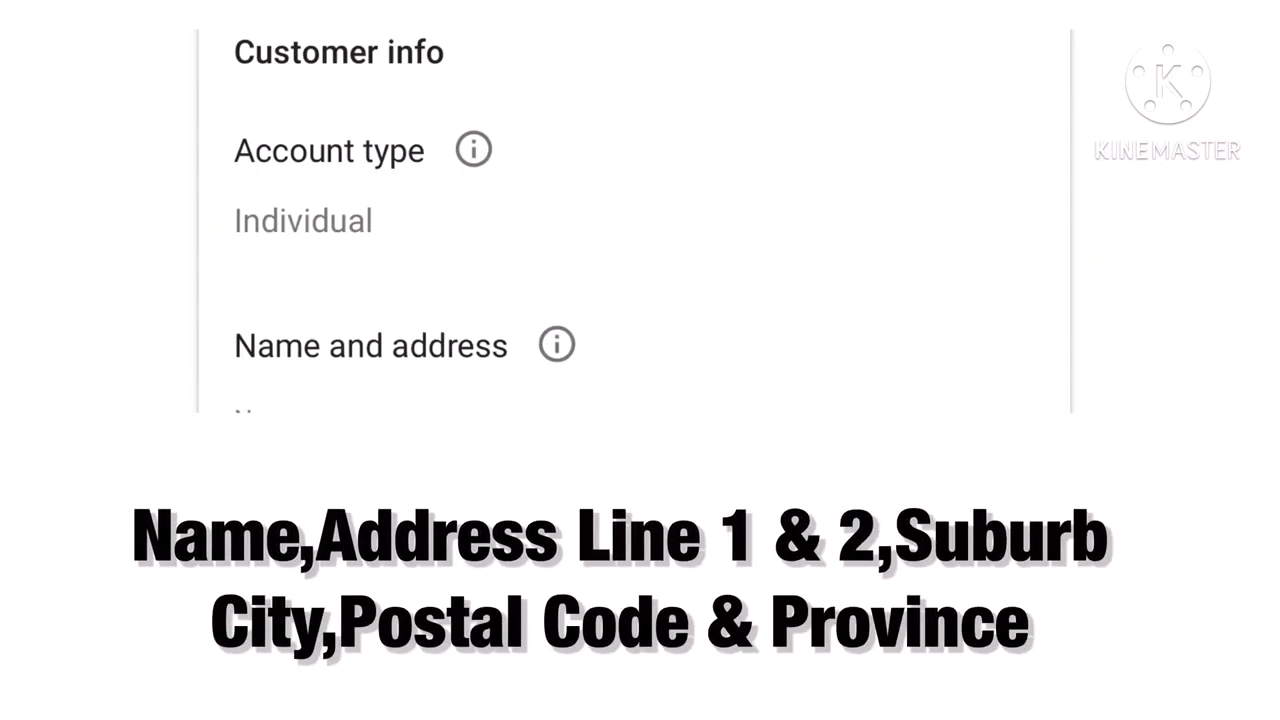 Customer info
KINEMASTER
Account type
Individual
Name and address
Name,Address Line 1 & 2,Suburb
City,Postal Code & Province